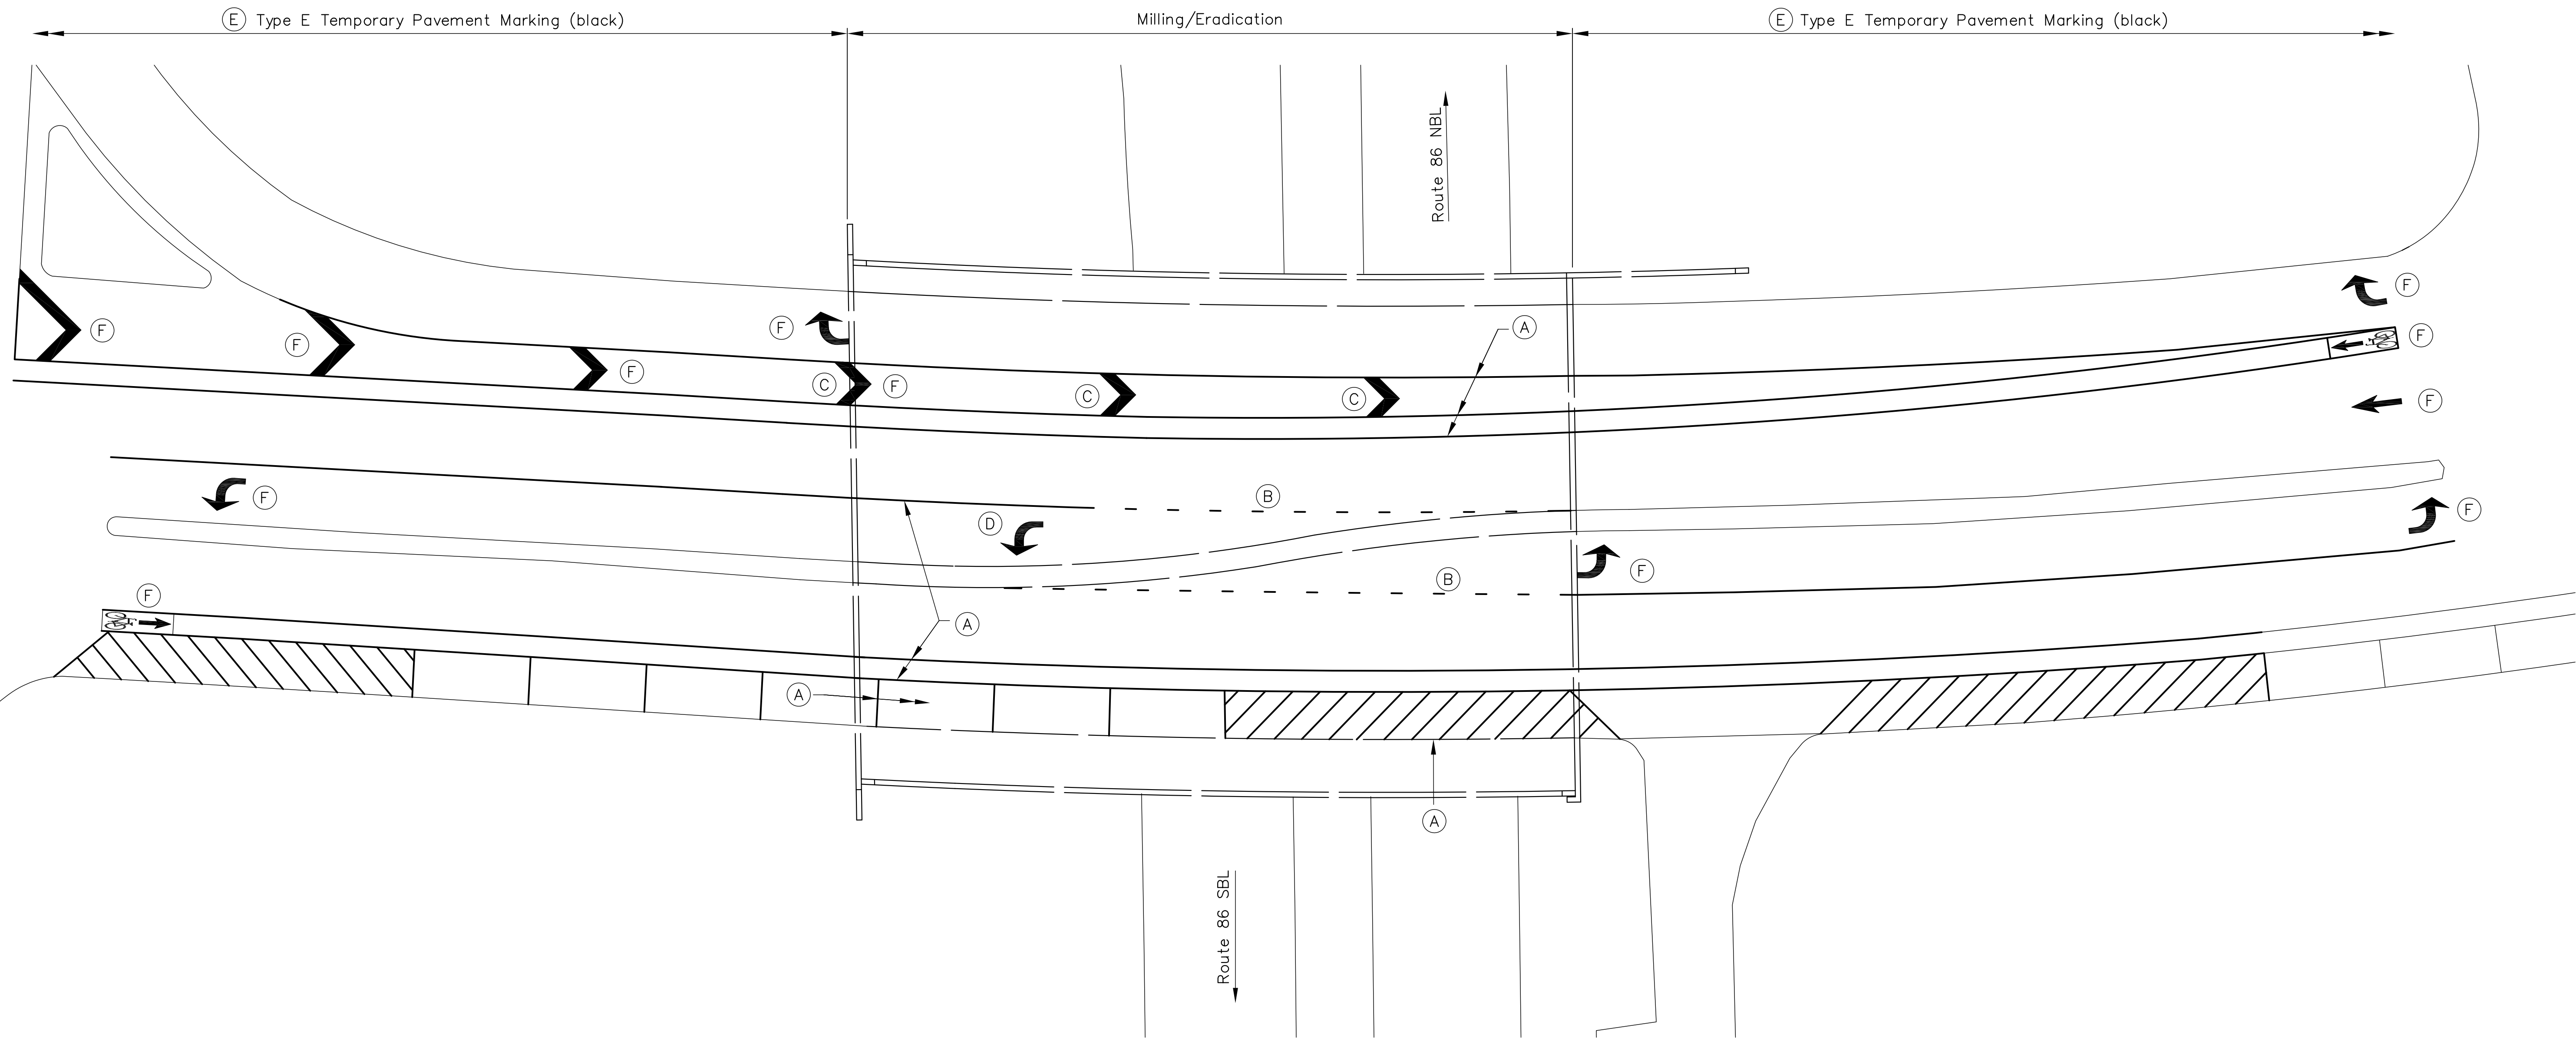 E Type E Temporary Pavement Marking (black)
Milling/Eradication
E Type E Temporary Pavement Marking (black)
Route 86 NBL
F
F
F
F
C
F
C
C
A
F
F
F
F
D
B
B
F
F
F
A
A
A
Route 86 SBL